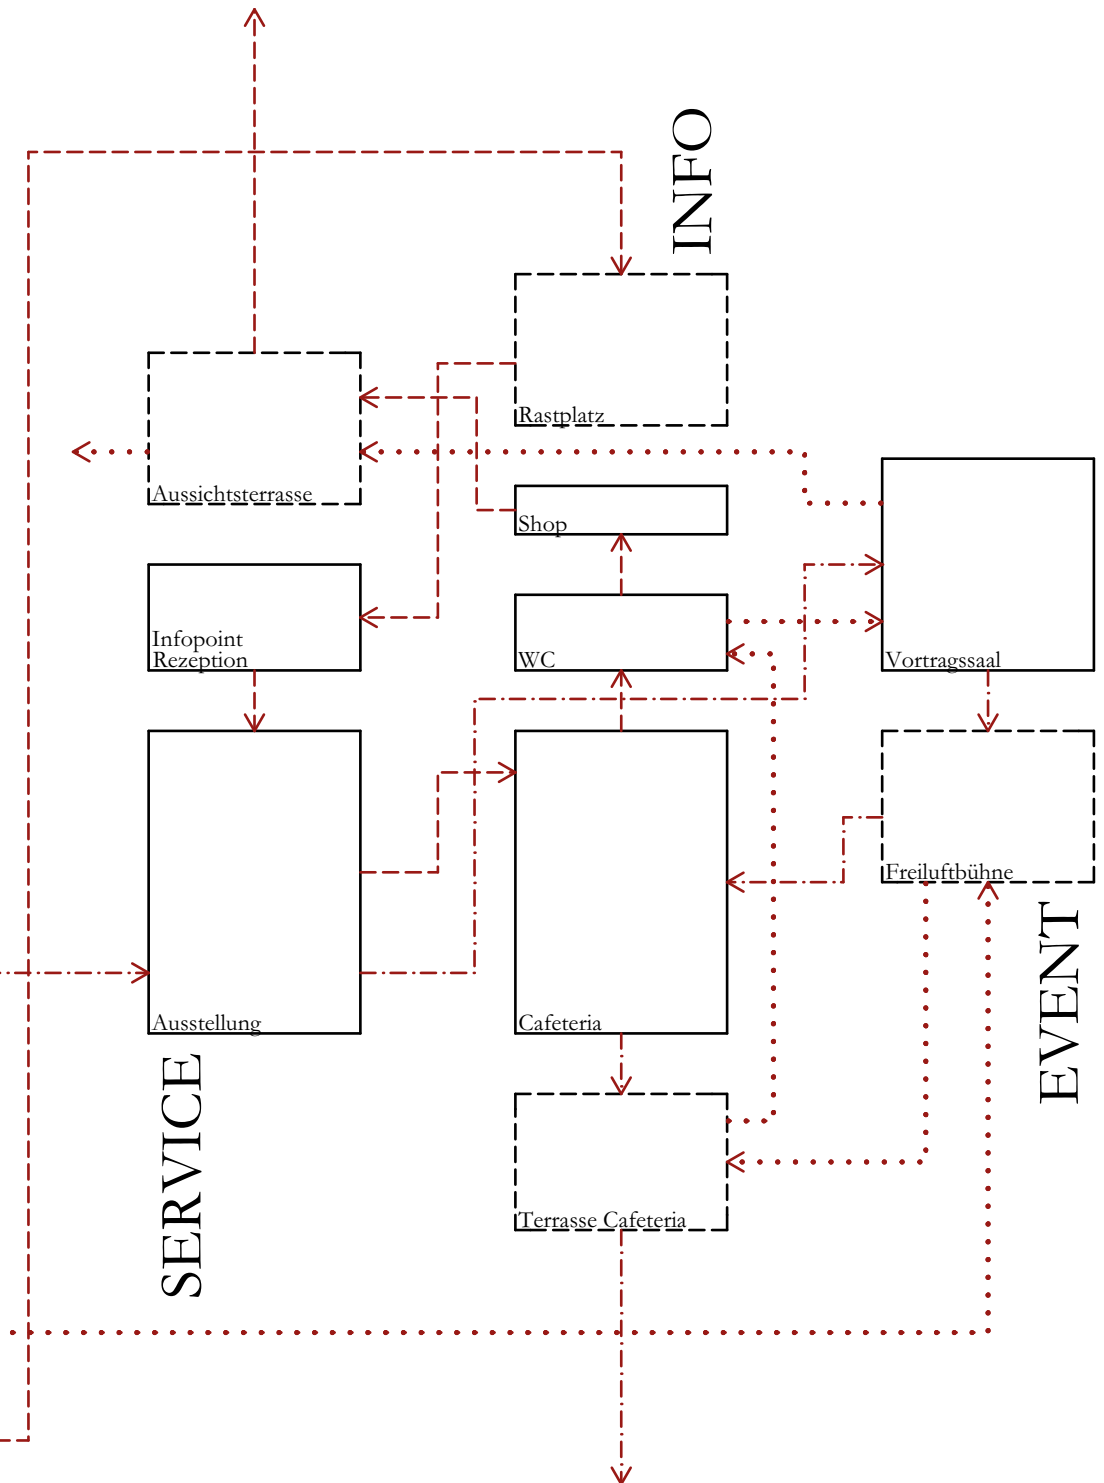 INFO
Rastplatz
Aussichtsterrasse
Shop
Infopoint
Rezeption
WC
Vortragssaal
Freiluftbühne
EVENT
Ausstellung
Cafeteria
SERVICE
Terrasse Cafeteria